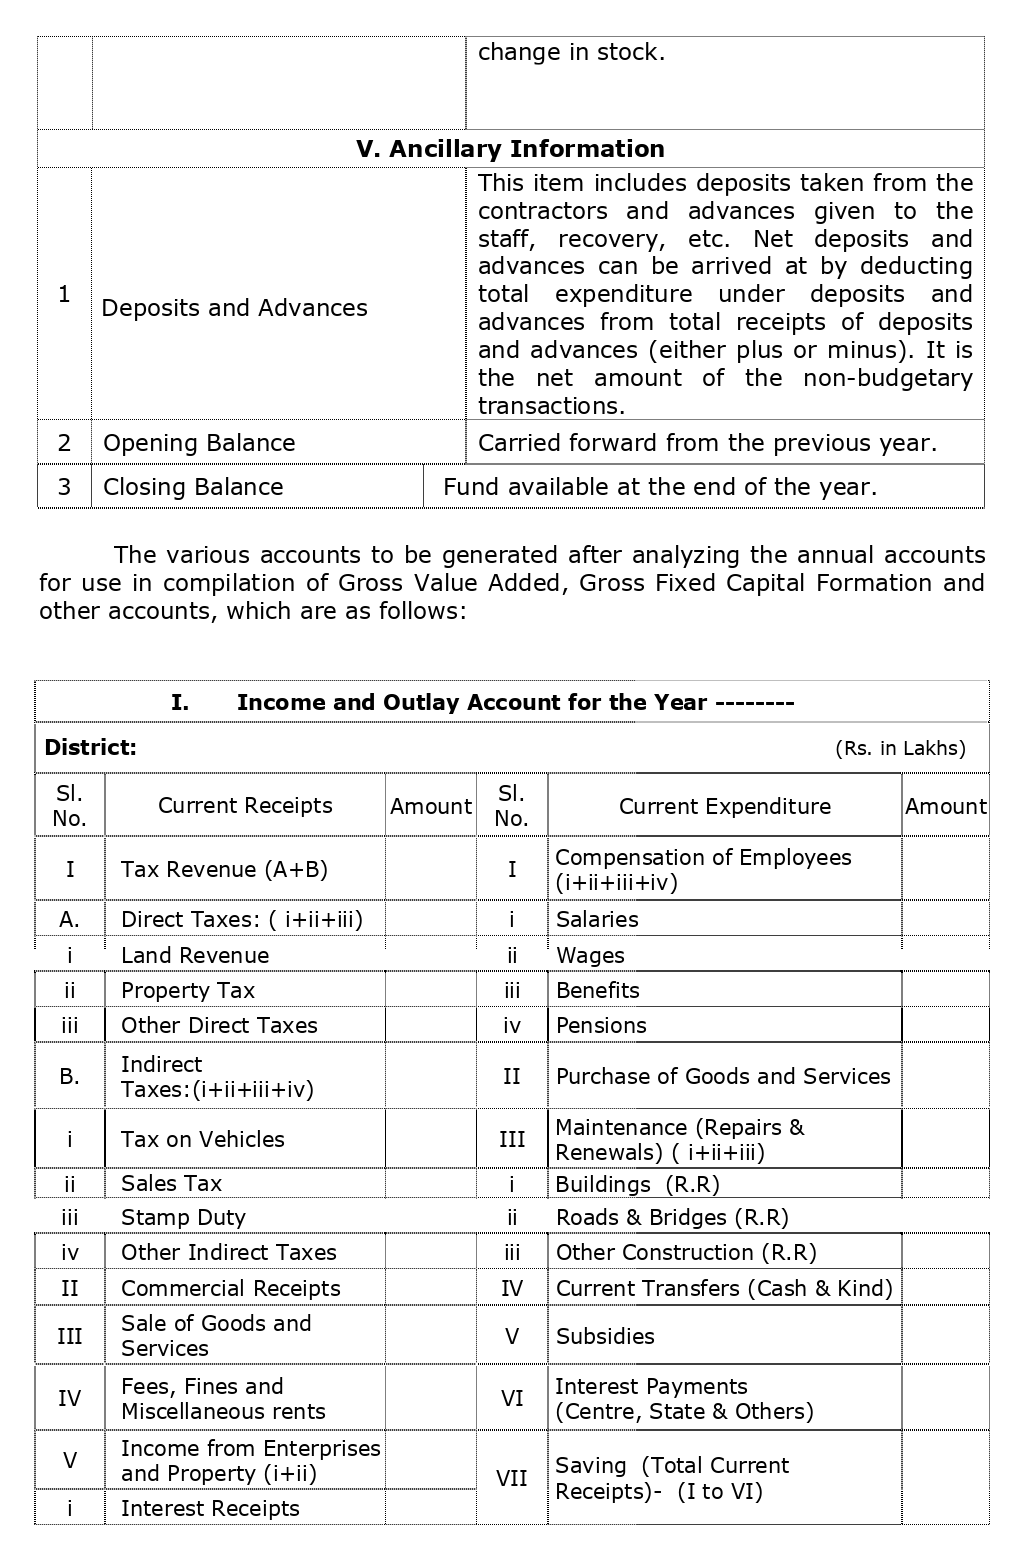 change in stock.
V. Ancillary Information
1
Deposits and Advances
This item includes deposits taken from the
contractors and advances given to the
staff, recovery, etc. Net deposits and
advances can be arrived at by deducting
total expenditure under deposits and
advances from total receipts of deposits
and advances (either plus or minus). It is
the net amount of the non-budgetary
transactions.
2 Opening Balance Carried forward from the previous year.
3 Closing Balance Fund available at the end of the year.
The various accounts to be generated after analyzing the annual accounts
for use in compilation of Gross Value Added, Gross Fixed Capital Formation and
other accounts, which are as follows:
I. Income and Outlay Account for the Year --------
District: (Rs. in Lakhs)
Sl.
No.
Current Receipts
Amount
Sl.
No.
Current Expenditure
Amount
I Tax Revenue (A+B) I
Compensation of Employees
(i+ii+iii+iv)
A. Direct Taxes: ( i+ii+iii) i Salaries
i Land Revenue ii Wages
ii Property Tax iii Benefits
iii Other Direct Taxes iv Pensions
B.
Indirect
Taxes:(i+ii+iii+iv)
II Purchase of Goods and Services
i Tax on Vehicles III
Maintenance (Repairs &
Renewals) ( i+ii+iii)
ii Sales Tax i Buildings (R.R)
iii Stamp Duty ii Roads & Bridges (R.R)
iv Other Indirect Taxes iii Other Construction (R.R)
II Commercial Receipts IV Current Transfers (Cash & Kind)
III
Sale of Goods and
Services
V Subsidies
IV
Fees, Fines and
Miscellaneous rents
VI
Interest Payments
(Centre, State & Others)
V
Income from Enterprises
and Property (i+ii)
VII
Saving (Total Current
Receipts)- (I to VI)
i Interest Receipts